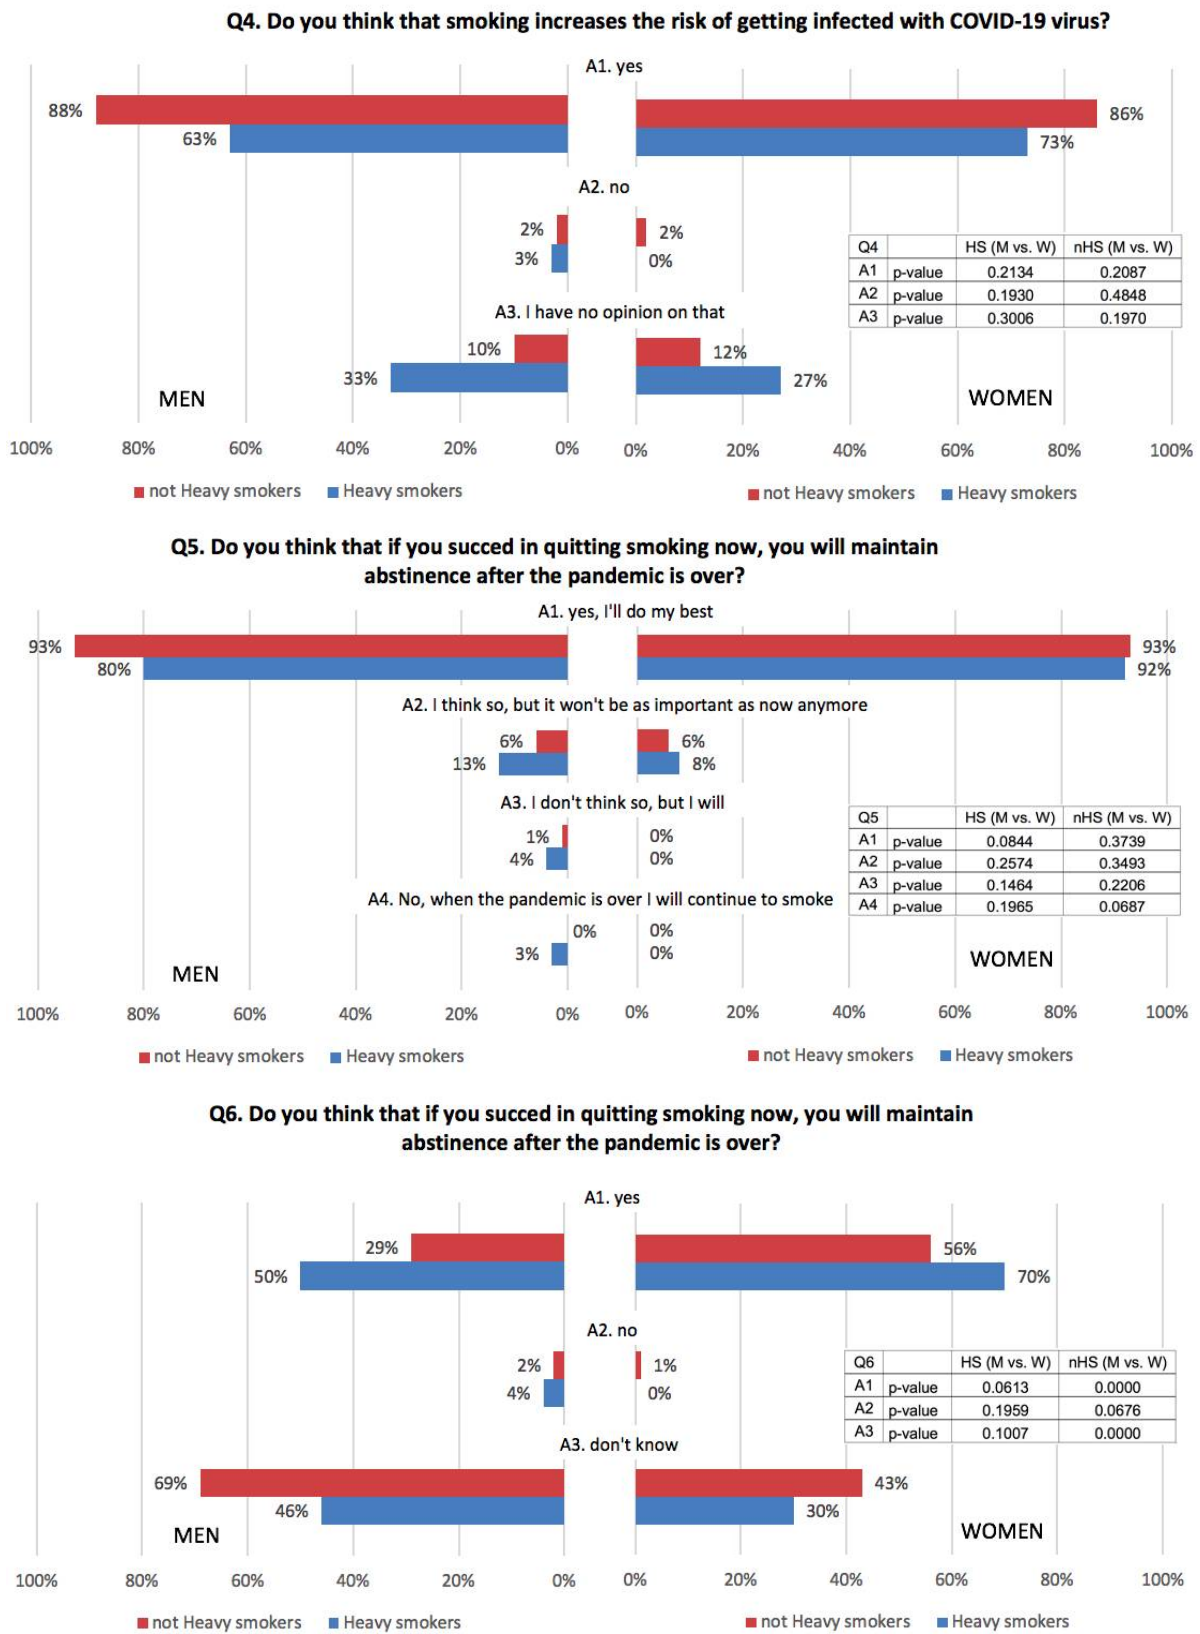 Q4. Do you think that smoking increases the risk of getting infected with COVID-19 virus?
A1. yes
88%
86%
63%
73%
A2. no
2%
2%
3%
0%
Q4 HS (M vs. W) nHS (M vs. W)
A1 p-value 0.2134 0.2087
A2 p-value 0.1930 0.4848
A3 p-value 0.3006 0.1970
A3. I have no opinion on that
10%
12%
33%
27%
MEN
WOMEN
100% 80% 60% 40% 20% 0% 0% 20% 40% 60% 80% 100%
not Heavy smokers Heavy smokers not Heavy smokers Heavy smokers
Q5. Do you think that if you succed in quitting smoking now, you will maintain
abstinence after the pandemic is over?
A1. yes, I'll do my best
93%
93%
80%
92%
A2. I think so, but it won't be as important as now anymore
6%
6%
13%
8%
A3. I don't think so, but I will
1%
0%
4%
0%
Q5 HS (M vs. W) nHS (M vs. W)
A1 p-value 0.0844 0.3739
A2 p-value 0.2574 0.3493
A3 p-value 0.1464 0.2206
A4 p-value 0.1965 0.0687
A4. No, when the pandemic is over I will continue to smoke
0%
0%
3%
0%
MEN
WOMEN
100% 80% 60% 40% 20% 0% 0% 20% 40% 60% 80% 100%
not Heavy smokers Heavy smokers not Heavy smokers Heavy smokers
Q6. Do you think that if you succed in quitting smoking now, you will maintain
abstinence after the pandemic is over?
A1. yes
29%
56%
50%
70%
A2. no
2%
1%
4%
0%
Q6 HS (M vs. W) nHS (M vs. W)
A1 p-value 0.0613 0.0000
A2 p-value 0.1959 0.0676
A3 p-value 0.1007 0.0000
A3. don't know
69%
43%
46%
30%
MEN
WOMEN
100% 80% 60% 40% 20% 0% 0% 20% 40% 60% 80% 100%
not Heavy smokers Heavy smokers not Heavy smokers Heavy smokers